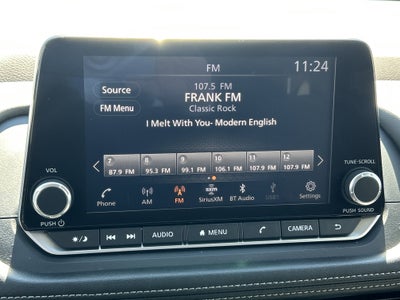 FM
11:24
Source
107.5 FM
FRANK FM
FM Menu
Classic Rock
I Melt With You- Modern English
7 8 9 10 11 12
87.9 FM 95.3 FM 99.1 FM 106.1 FM 107.9 FM 107.9 FM
VOL
TUNE·SCROLL
Phone AM FM SiriusXM BT Audio USB1 Settings
PUSH
PUSH SOUND
AUDIO MENU CAMERA